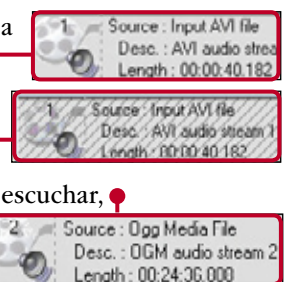 a
1
Source : Input AVI file
Desc. : AVI audio strea
Length : 00:00:40.182
1
Source : Input AVI file
Desc. : AVI audio stream 1
Length : 00:00:40.182
escuchar,
2
Source : Ogg Media File
Desc. : OGM audio stream 2
Length : 00:24:36.000